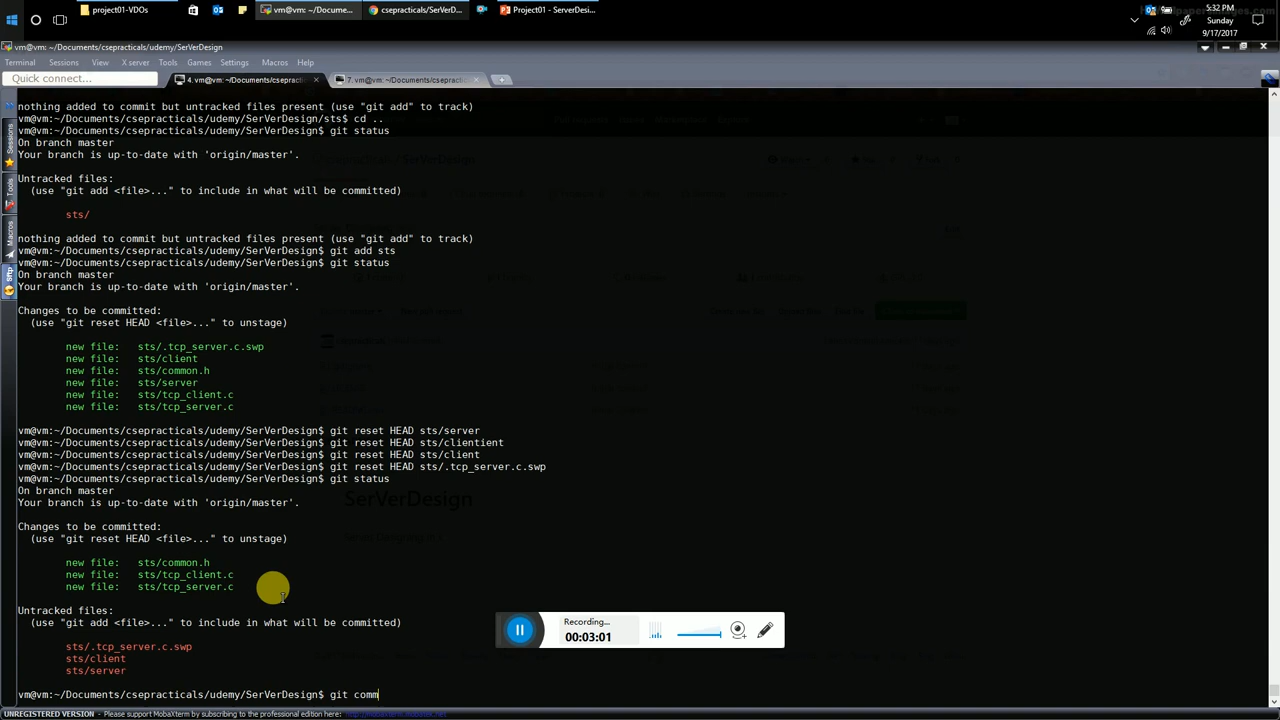 project01-VDOs
vm@vm: ~/Docume...
csepracticals/SerVerD...
Project01 - ServerDesi...
5:32 PM
Sunday
9/17/2017
vm@vm: ~/Documents/csepracticals/udemy/SerVerDesign
Terminal Sessions View X server Tools Games Settings Macros Help
Quick connect...
4. vm@vm: ~/Documents/csepracti
7. vm@vm: ~/Documents/csepractic
Sessions
Tools
Macros
Sftp
nothing added to commit but untracked files present (use "git add" to track)
vm@vm:~/Documents/csepracticals/udemy/SerVerDesign/sts$ cd ..
vm@vm:~/Documents/csepracticals/udemy/SerVerDesign$ git status
On branch master
Your branch is up-to-date with 'origin/master'.
Untracked files:
(use "git add <file>..." to include in what will be committed)
sts/
nothing added to commit but untracked files present (use "git add" to track)
vm@vm:~/Documents/csepracticals/udemy/SerVerDesign$ git add sts
vm@vm:~/Documents/csepracticals/udemy/SerVerDesign$ git status
On branch master
Your branch is up-to-date with 'origin/master'.
Changes to be committed:
(use "git reset HEAD <file>..." to unstage)
new file: sts/.tcp_server.c.swp
new file: sts/client
new file: sts/common.h
new file: sts/server
new file: sts/tcp_client.c
new file: sts/tcp_server.c
vm@vm:~/Documents/csepracticals/udemy/SerVerDesign$ git reset HEAD sts/server
vm@vm:~/Documents/csepracticals/udemy/SerVerDesign$ git reset HEAD sts/clientient
vm@vm:~/Documents/csepracticals/udemy/SerVerDesign$ git reset HEAD sts/client
vm@vm:~/Documents/csepracticals/udemy/SerVerDesign$ git reset HEAD sts/.tcp_server.c.swp
vm@vm:~/Documents/csepracticals/udemy/SerVerDesign$ git status
On branch master
Your branch is up-to-date with 'origin/master'.
SerVerDesign
Changes to be committed:
(use "git reset HEAD <file>..." to unstage)
new file: sts/common.h
new file: sts/tcp_client.c
new file: sts/tcp_server.c
Untracked files:
(use "git add <file>..." to include in what will be committed)
sts/.tcp_server.c.swp
sts/client
sts/server
Recording...
00:03:01
vm@vm:~/Documents/csepracticals/udemy/SerVerDesign$ git comm
UNREGISTERED VERSION - Please support MobaXterm by subscribing to the professional edition here: http://mobaxterm.mobatek.net